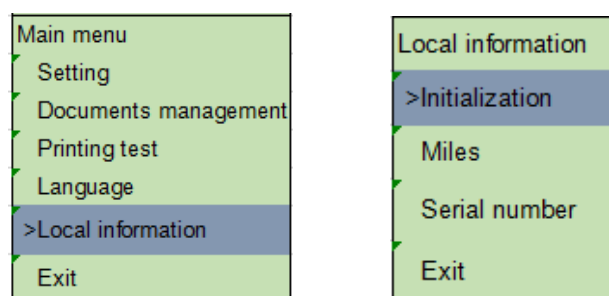 Main menu
Setting
Documents management
Printing test
Language
>Local information
Exit
Local information
>Initialization
Miles
Serial number
Exit